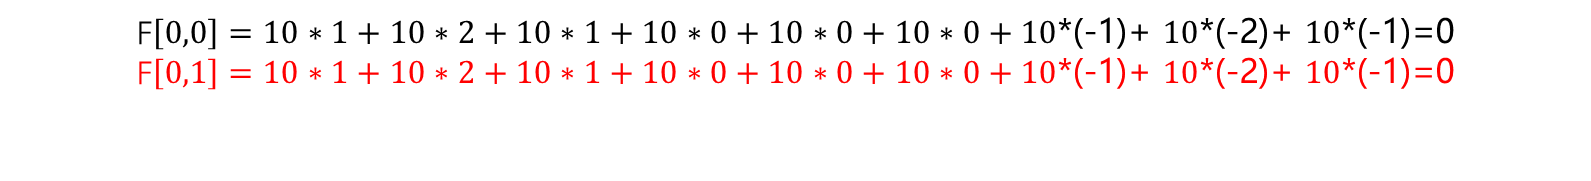 F[0,0] = 10 ∗ 1 + 10 ∗ 2 + 10 ∗ 1 + 10 ∗ 0 + 10 ∗ 0 + 10 ∗ 0 + 10*(-1)+ 10*(-2)+ 10*(-1)=0
F[0,1] = 10 ∗ 1 + 10 ∗ 2 + 10 ∗ 1 + 10 ∗ 0 + 10 ∗ 0 + 10 ∗ 0 + 10*(-1)+ 10*(-2)+ 10*(-1)=0